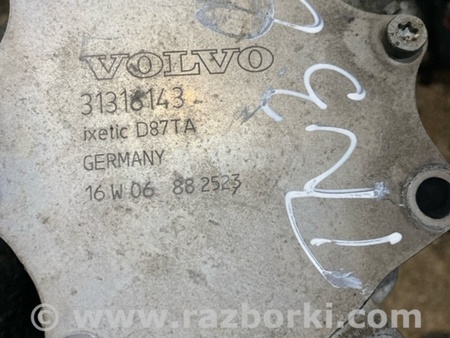 VOLVO
31316143
ixetic D87TA
GERMANY
16 W 06 88 2523
www.razborki.com